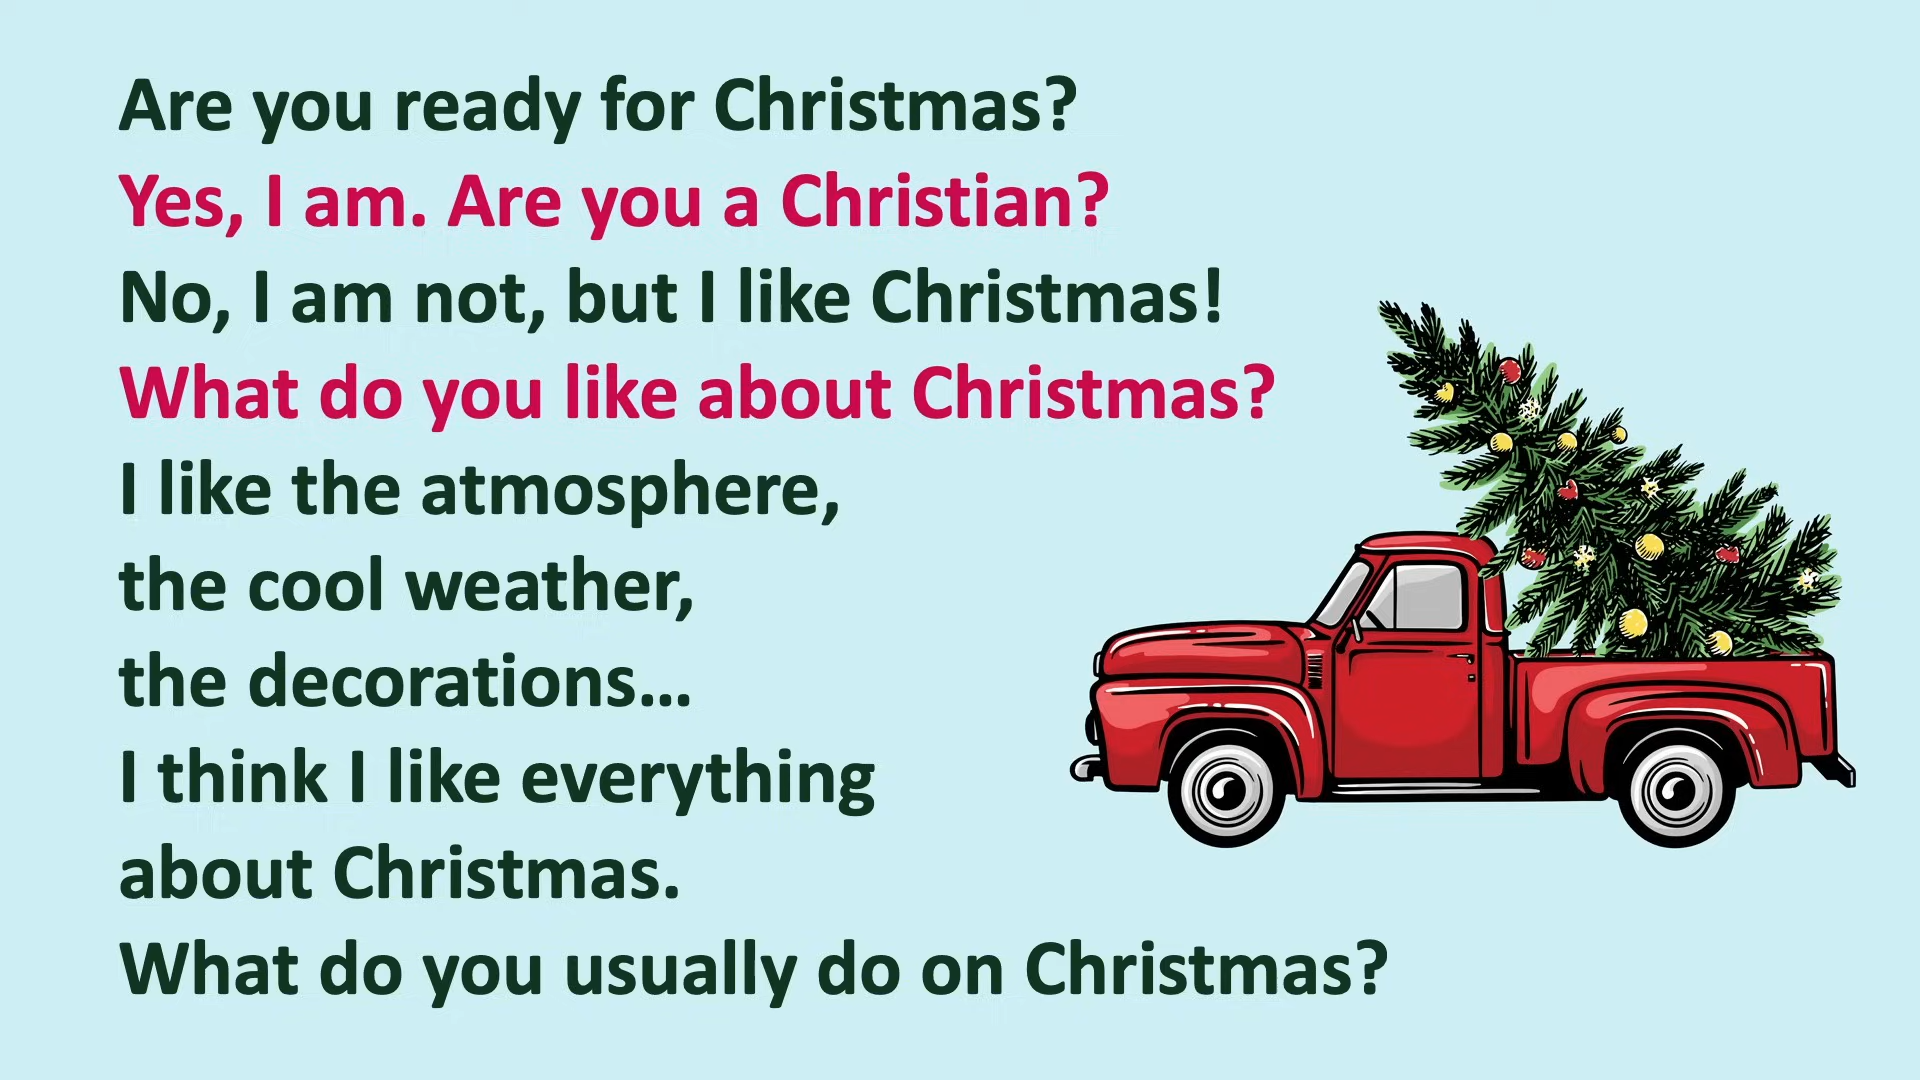 Are you ready for Christmas?
Yes, I am. Are you a Christian?
No, I am not, but I like Christmas!
What do you like about Christmas?
I like the atmosphere,
the cool weather,
the decorations...
I think I like everything
about Christmas.
What do you usually do on Christmas?